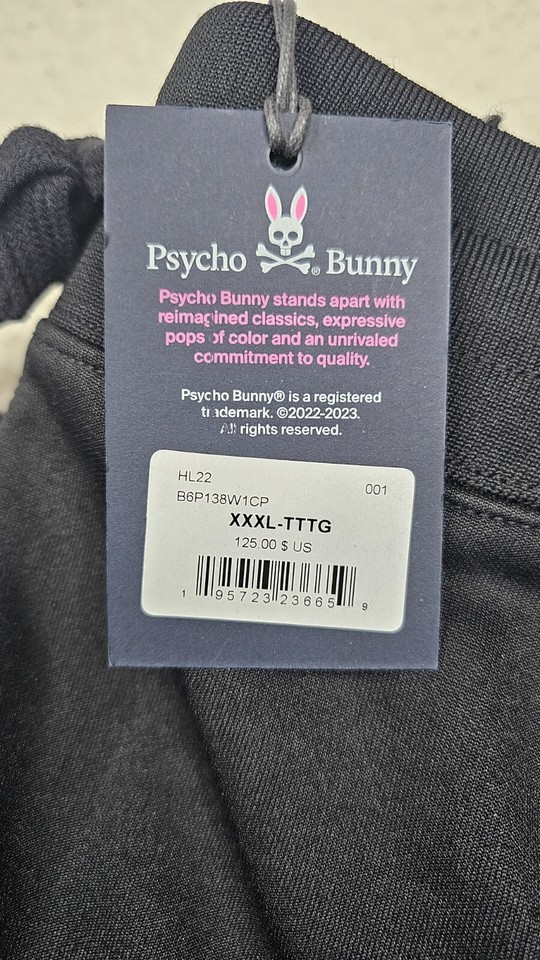 Psycho ® Bunny
Psycho Bunny stands apart with
reimagined classics, expressive
pops of color and an unrivaled
commitment to quality.
Psycho Bunny® is a registered
trademark. ©2022-2023.
All rights reserved.
HL22
B6P138W1CP 001
XXXL-TTTG
125.00 $ US
1 95723 23665 9